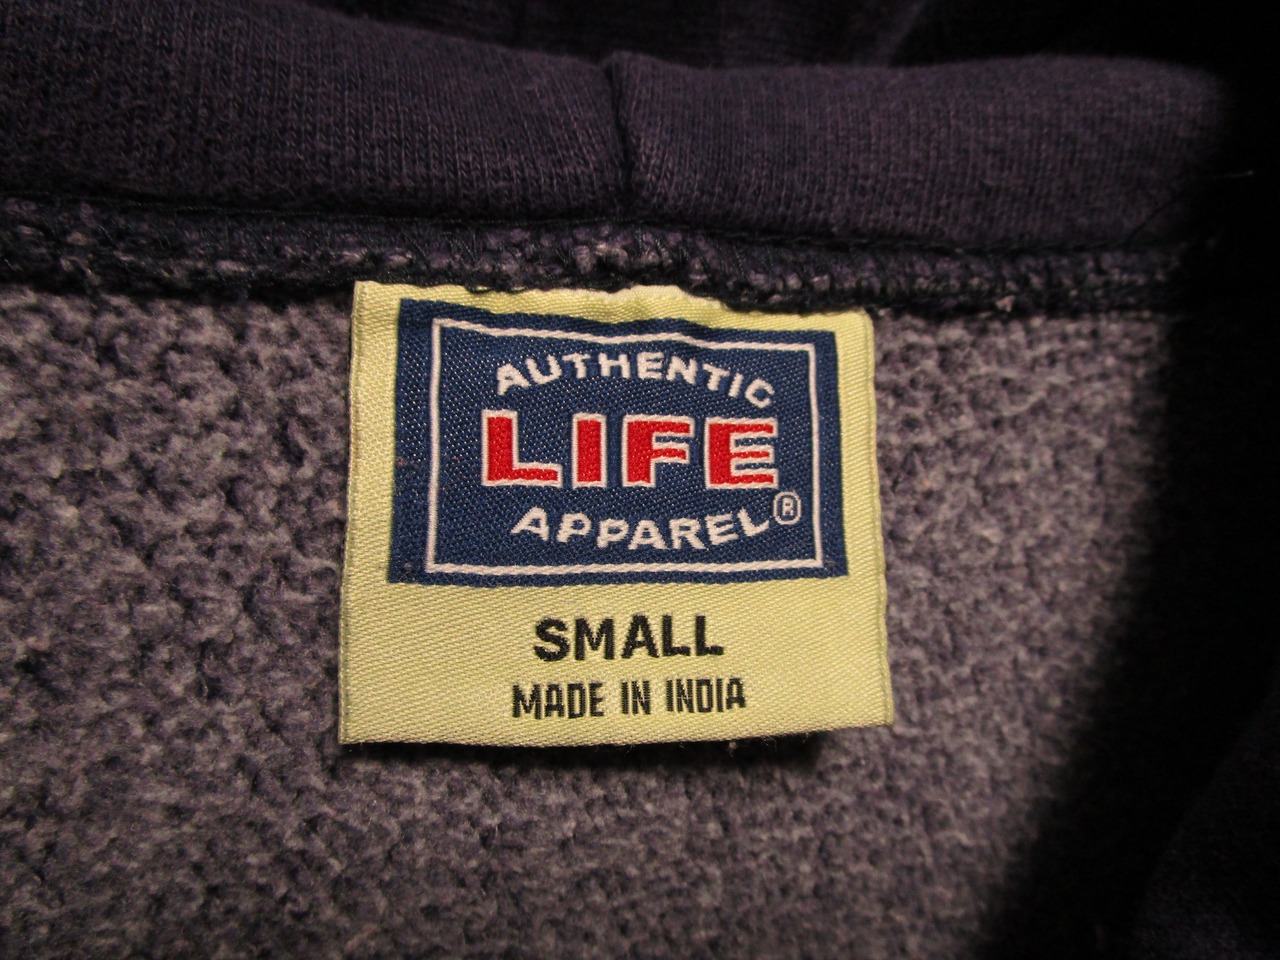 AUTHENTIC
LIFE
APPAREL®
SMALL
MADE IN INDIA